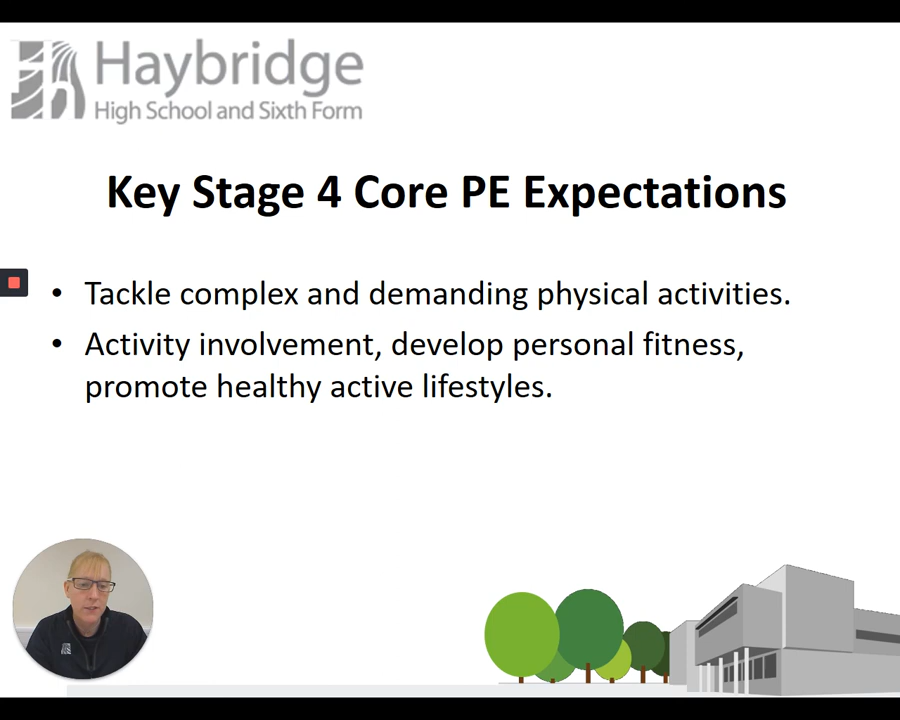 Haybridge
High School and Sixth Form
Key Stage 4 Core PE Expectations
• Tackle complex and demanding physical activities.
• Activity involvement, develop personal fitness,
promote healthy active lifestyles.